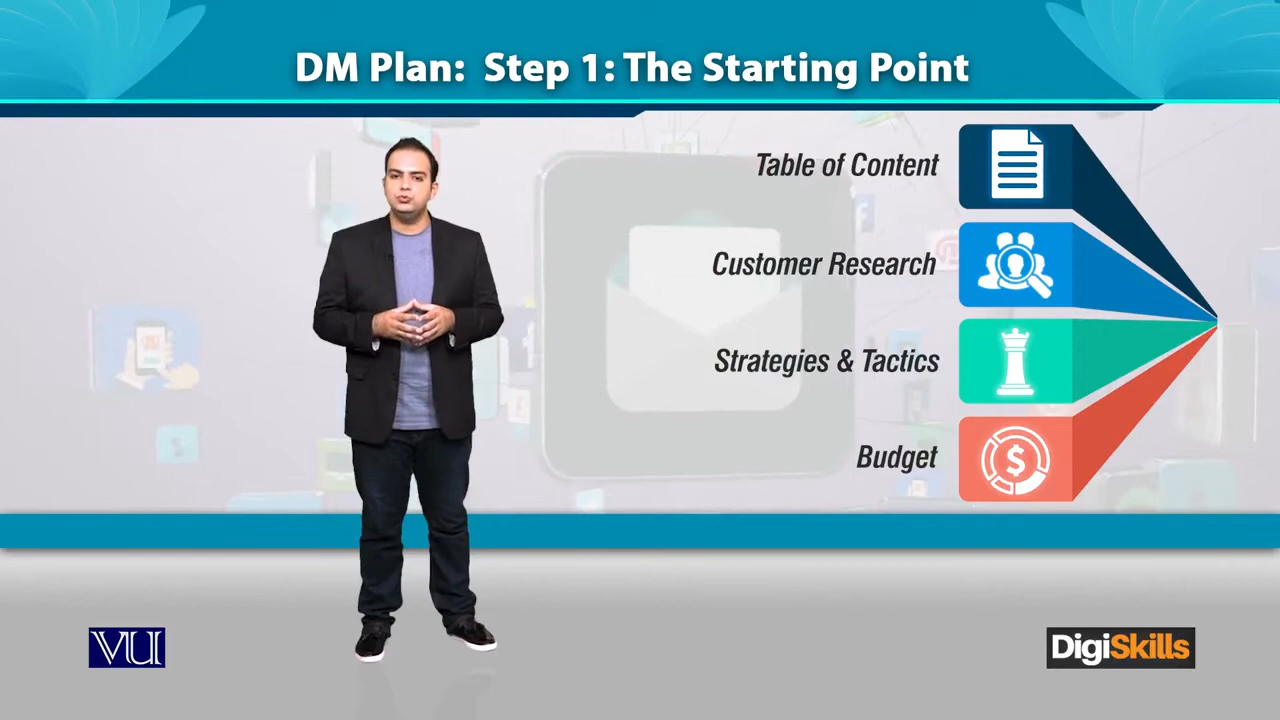 DM Plan: Step 1: The Starting Point
Table of Content
Customer Research
Strategies & Tactics
Budget
$
VU
DigiSkills